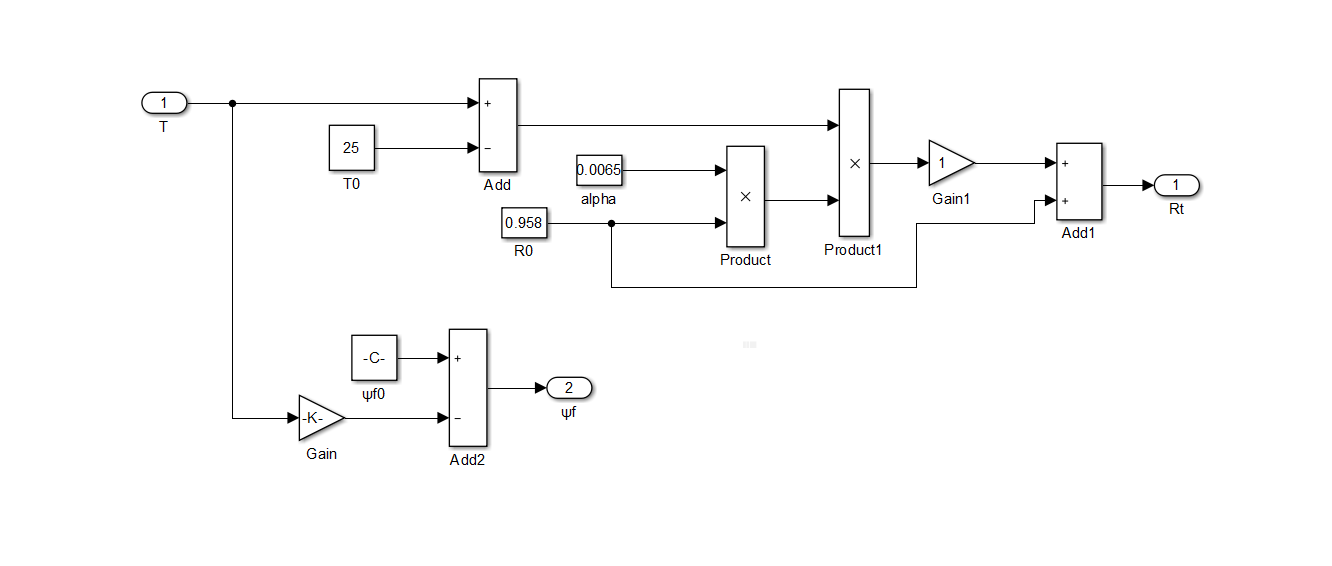 1
T
25
T0
+
−
Add
0.0065
alpha
0.958
R0
×
Product
×
Product1
1
Gain1
+
+
Add1
1
Rt
-C-
ψf0
-K-
Gain
+
−
Add2
2
ψf